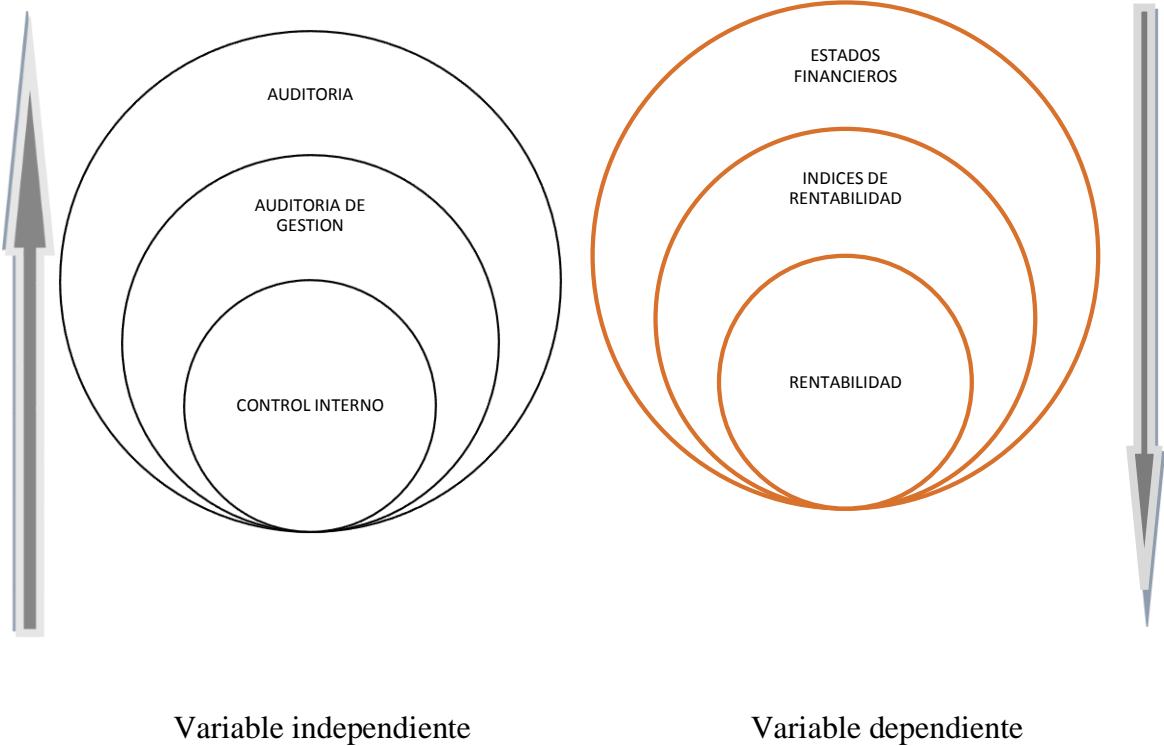 AUDITORIA
AUDITORIA DE
GESTION
CONTROL INTERNO
ESTADOS
FINANCIEROS
INDICES DE
RENTABILIDAD
RENTABILIDAD
Variable independiente
Variable dependiente